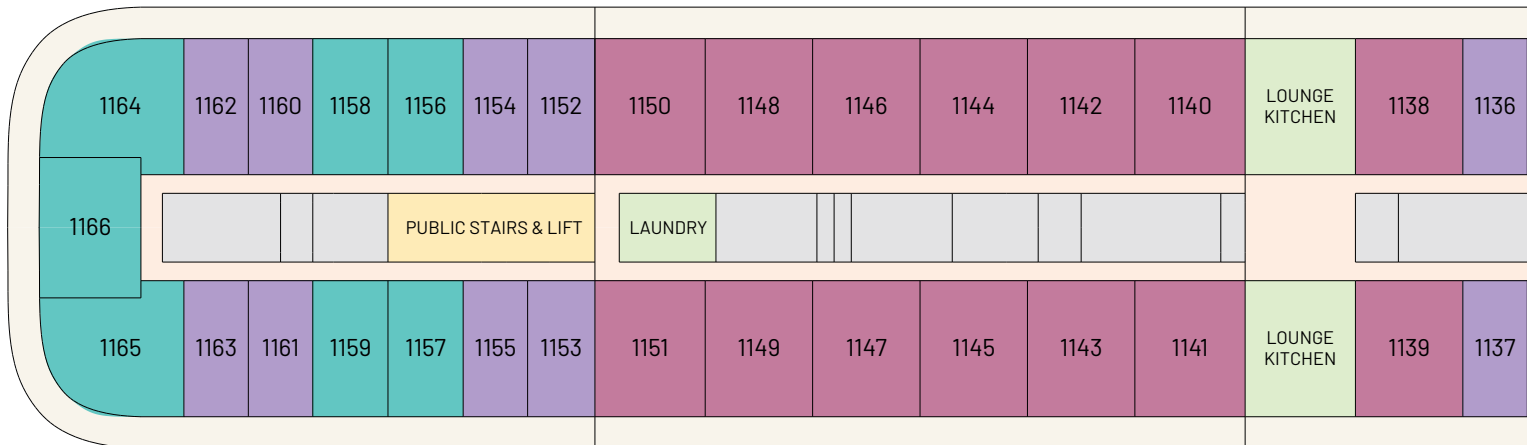 1164 1162 1160 1158 1156 1154 1152 1150 1148 1146 1144 1142 1140 LOUNGE 1138 1136
KITCHEN
1166 PUBLIC STAIRS & LIFT LAUNDRY
1165 1163 1161 1159 1157 1155 1153 1151 1149 1147 1145 1143 1141 LOUNGE 1139 1137
KITCHEN